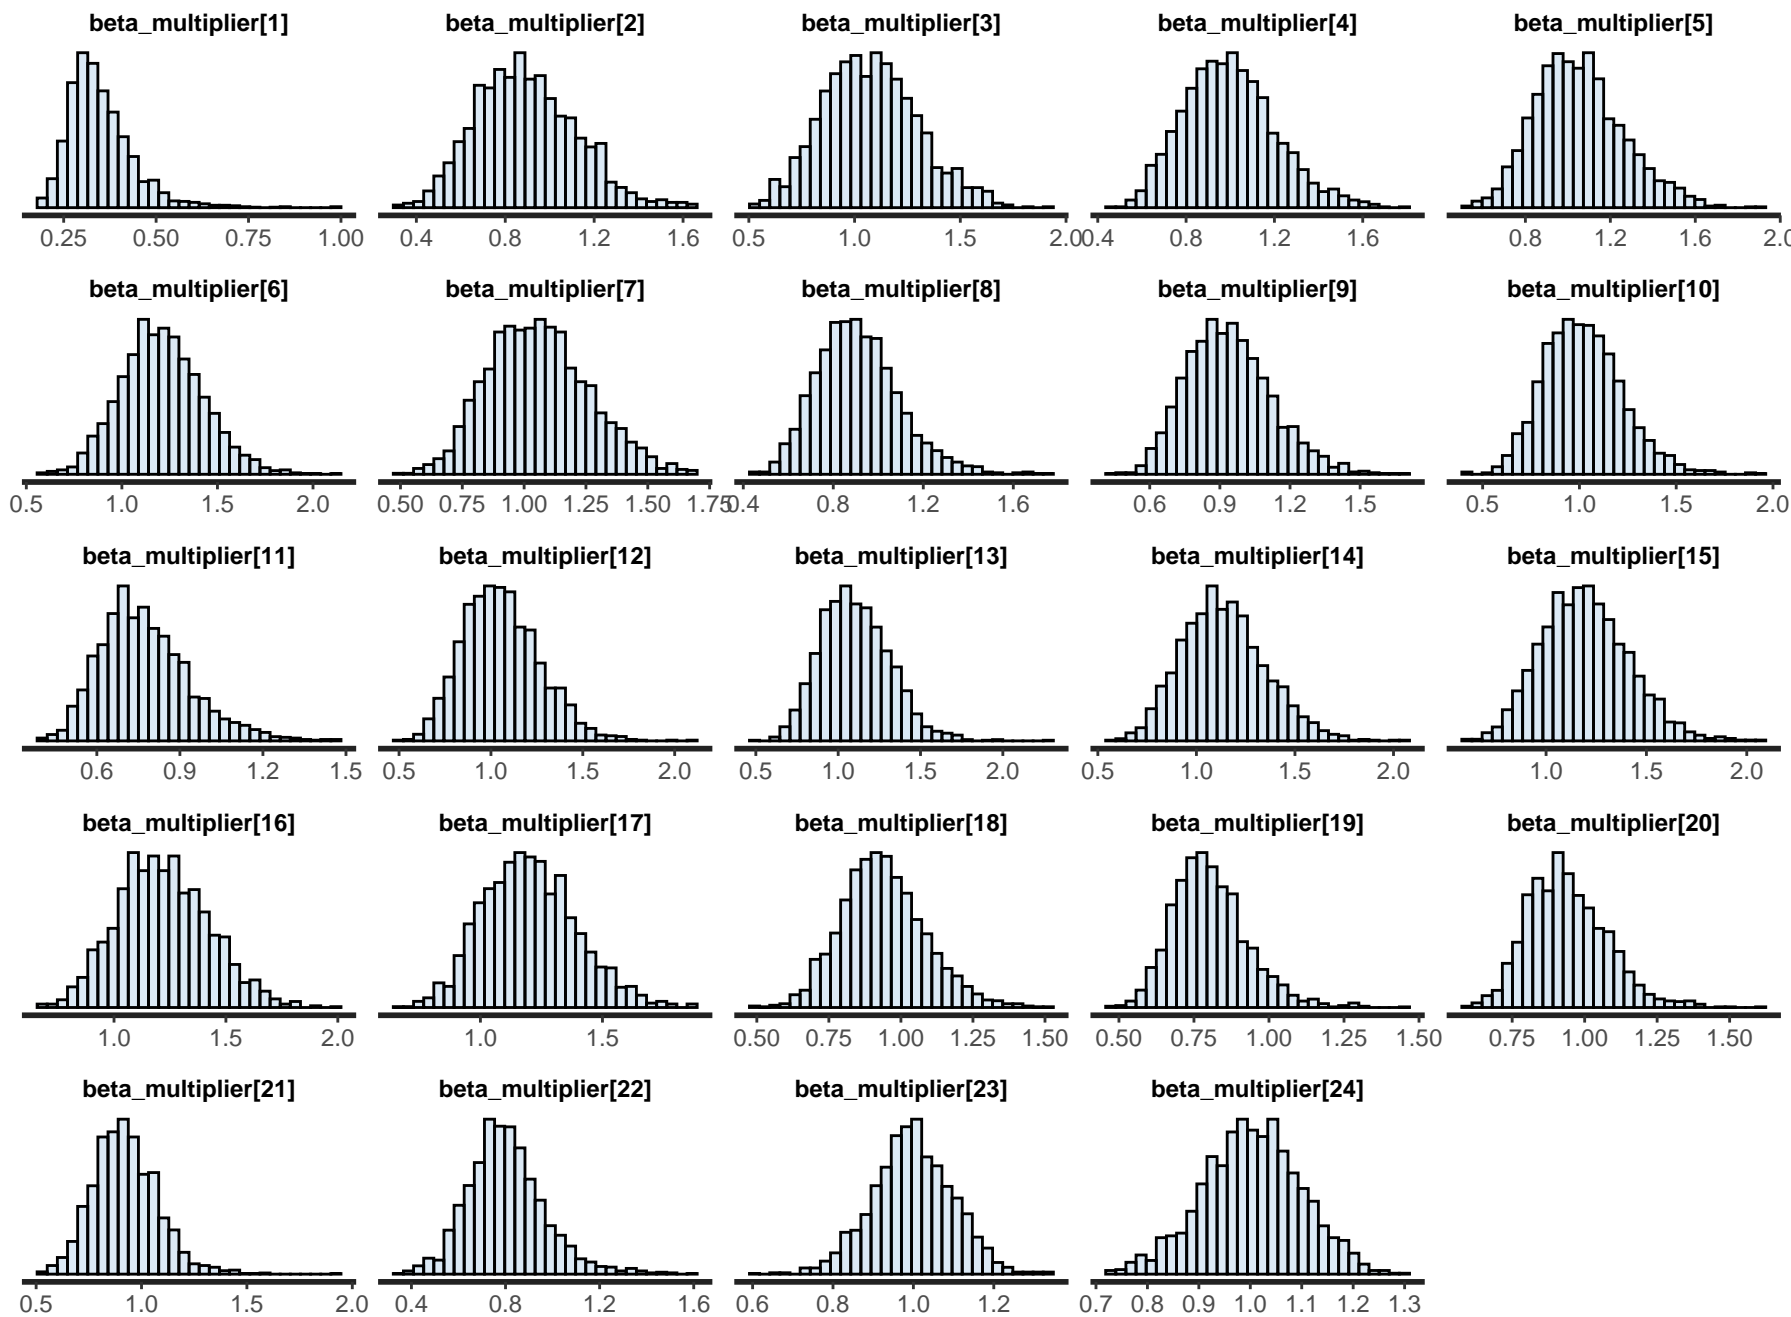 beta_multiplier[1] beta_multiplier[2] beta_multiplier[3] beta_multiplier[4] beta_multiplier[5]
0.25 0.50 0.75 1.00 0.4 0.8 1.2 1.6 0.5 1.0 1.5 2.0 0.4 0.8 1.2 1.6 0.8 1.2 1.6 2.0
beta_multiplier[6] beta_multiplier[7] beta_multiplier[8] beta_multiplier[9] beta_multiplier[10]
0.5 1.0 1.5 2.0 0.50 0.75 1.00 1.25 1.50 1.75 0.4 0.8 1.2 1.6 0.6 0.9 1.2 1.5 0.5 1.0 1.5 2.0
beta_multiplier[11] beta_multiplier[12] beta_multiplier[13] beta_multiplier[14] beta_multiplier[15]
0.6 0.9 1.2 1.5 0.5 1.0 1.5 2.0 0.5 1.0 1.5 2.0 0.5 1.0 1.5 2.0 1.0 1.5 2.0
beta_multiplier[16] beta_multiplier[17] beta_multiplier[18] beta_multiplier[19] beta_multiplier[20]
1.0 1.5 2.0 1.0 1.5 0.50 0.75 1.00 1.25 1.50 0.50 0.75 1.00 1.25 1.50 0.75 1.00 1.25 1.50
beta_multiplier[21] beta_multiplier[22] beta_multiplier[23] beta_multiplier[24]
0.5 1.0 1.5 2.0 0.4 0.8 1.2 1.6 0.6 0.8 1.0 1.2 0.7 0.8 0.9 1.0 1.1 1.2 1.3